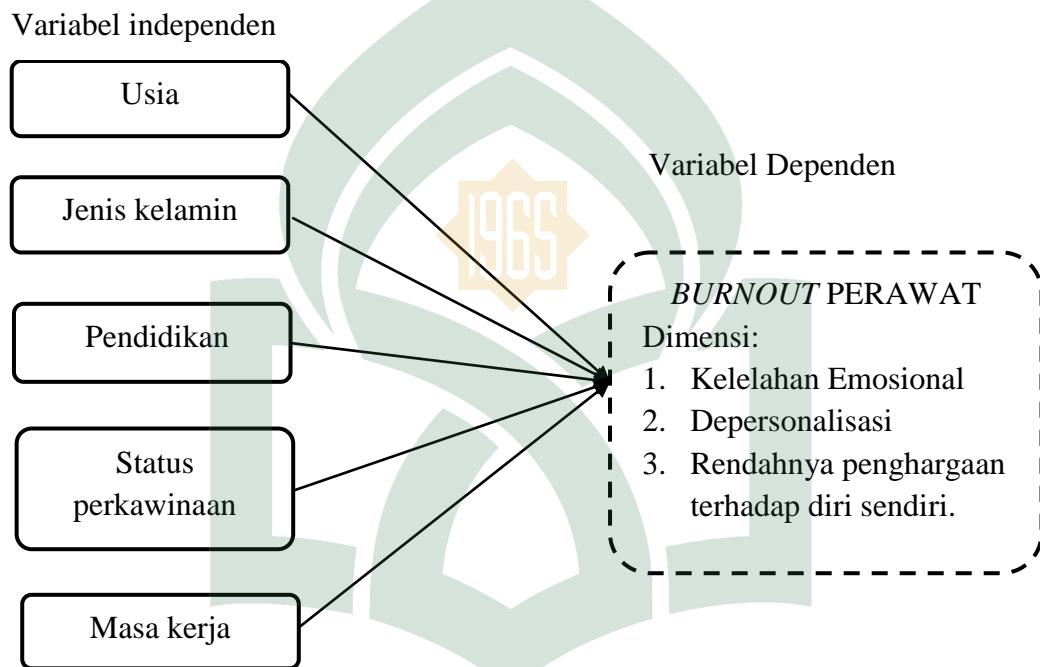 Variabel independen
Usia
Jenis kelamin
Pendidikan
Status
perkawinaan
Masa kerja
Variabel Dependen
BURNOUT PERAWAT
Dimensi:
1. Kelelahan Emosional
2. Depersonalisasi
3. Rendahnya penghargaan
terhadap diri sendiri.
1965